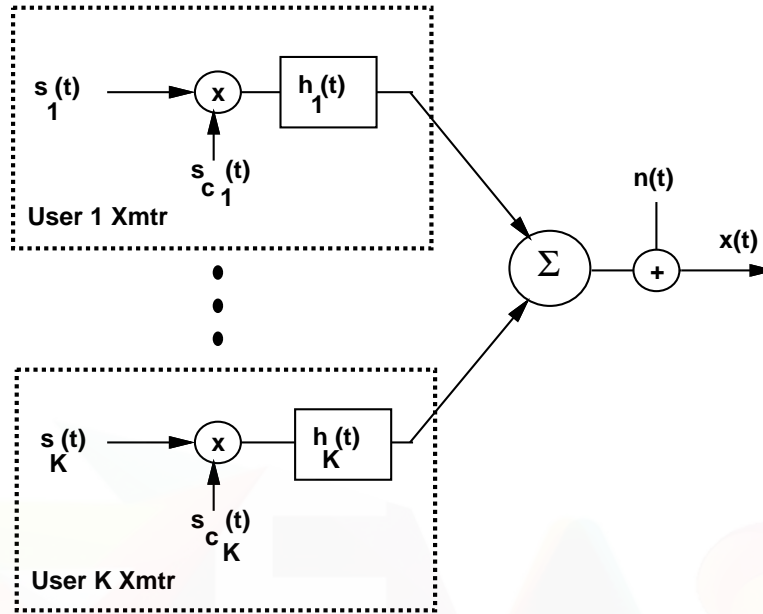 s (t)
1
x
h (t)
1
s (t)
c
1
User 1 Xmtr
Σ
n(t)
+
x(t)
s (t)
K
x
h (t)
K
s (t)
c
K
User K Xmtr